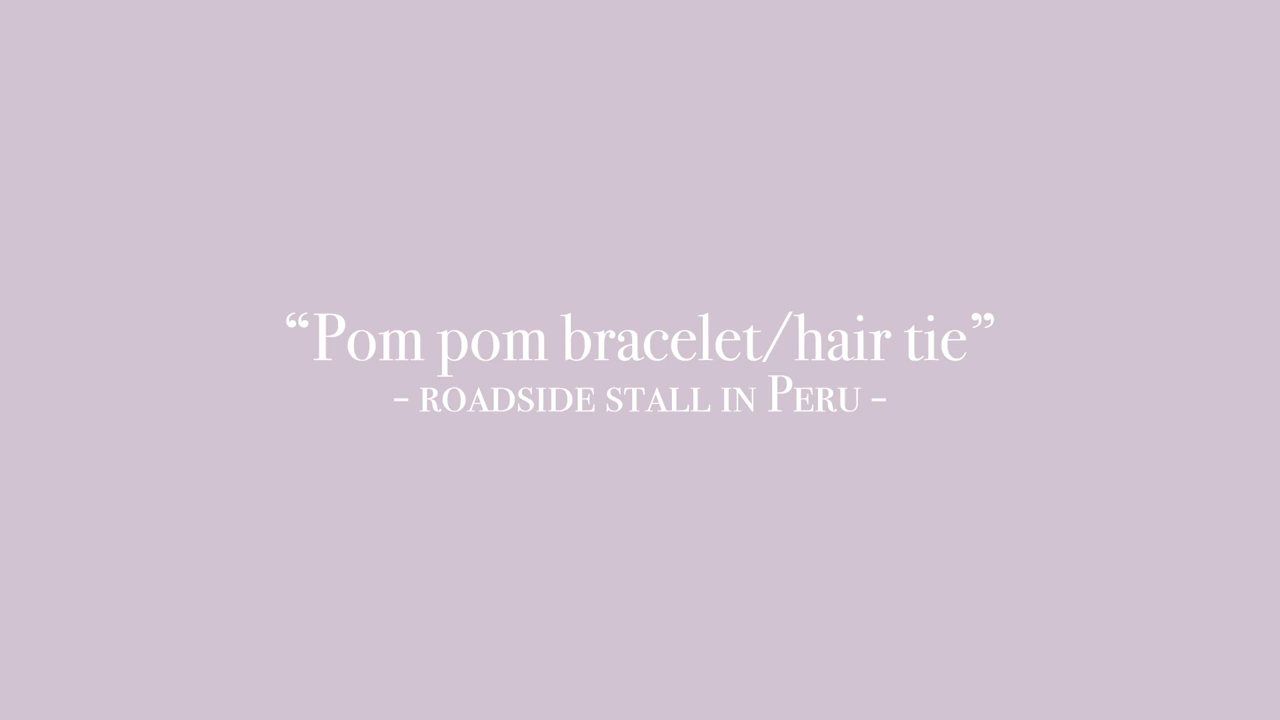 “Pom pom bracelet/hair tie”
– ROADSIDE STALL IN PERU –